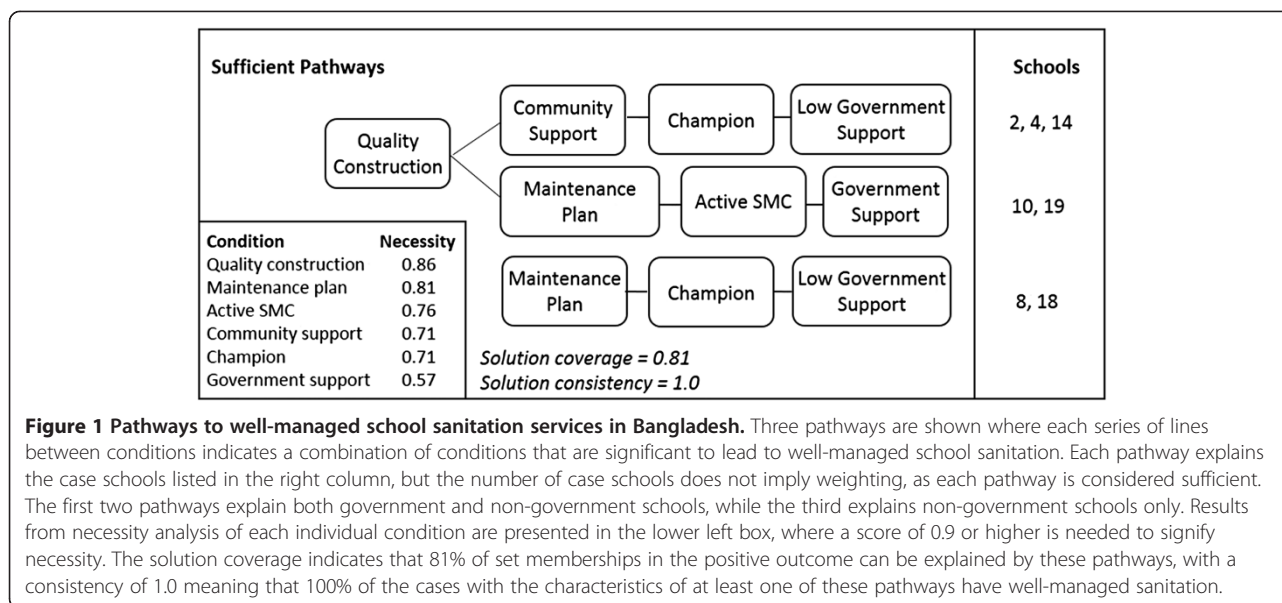 Sufficient Pathways
Schools
Quality
Construction
Community
Support
Champion
Low Government
Support
2, 4, 14
Maintenance
Plan
Active SMC
Government
Support
10, 19
Maintenance
Plan
Champion
Low Government
Support
8, 18
Condition Necessity
Quality construction 0.86
Maintenance plan 0.81
Active SMC 0.76
Community support 0.71
Champion 0.71
Government support 0.57
Solution coverage = 0.81
Solution consistency = 1.0
Figure 1 Pathways to well-managed school sanitation services in Bangladesh. Three pathways are shown where each series of lines
between conditions indicates a combination of conditions that are significant to lead to well-managed school sanitation. Each pathway explains
the case schools listed in the right column, but the number of case schools does not imply weighting, as each pathway is considered sufficient.
The first two pathways explain both government and non-government schools, while the third explains non-government schools only. Results
from necessity analysis of each individual condition are presented in the lower left box, where a score of 0.9 or higher is needed to signify
necessity. The solution coverage indicates that 81% of set memberships in the positive outcome can be explained by these pathways, with a
consistency of 1.0 meaning that 100% of the cases with the characteristics of at least one of these pathways have well-managed sanitation.